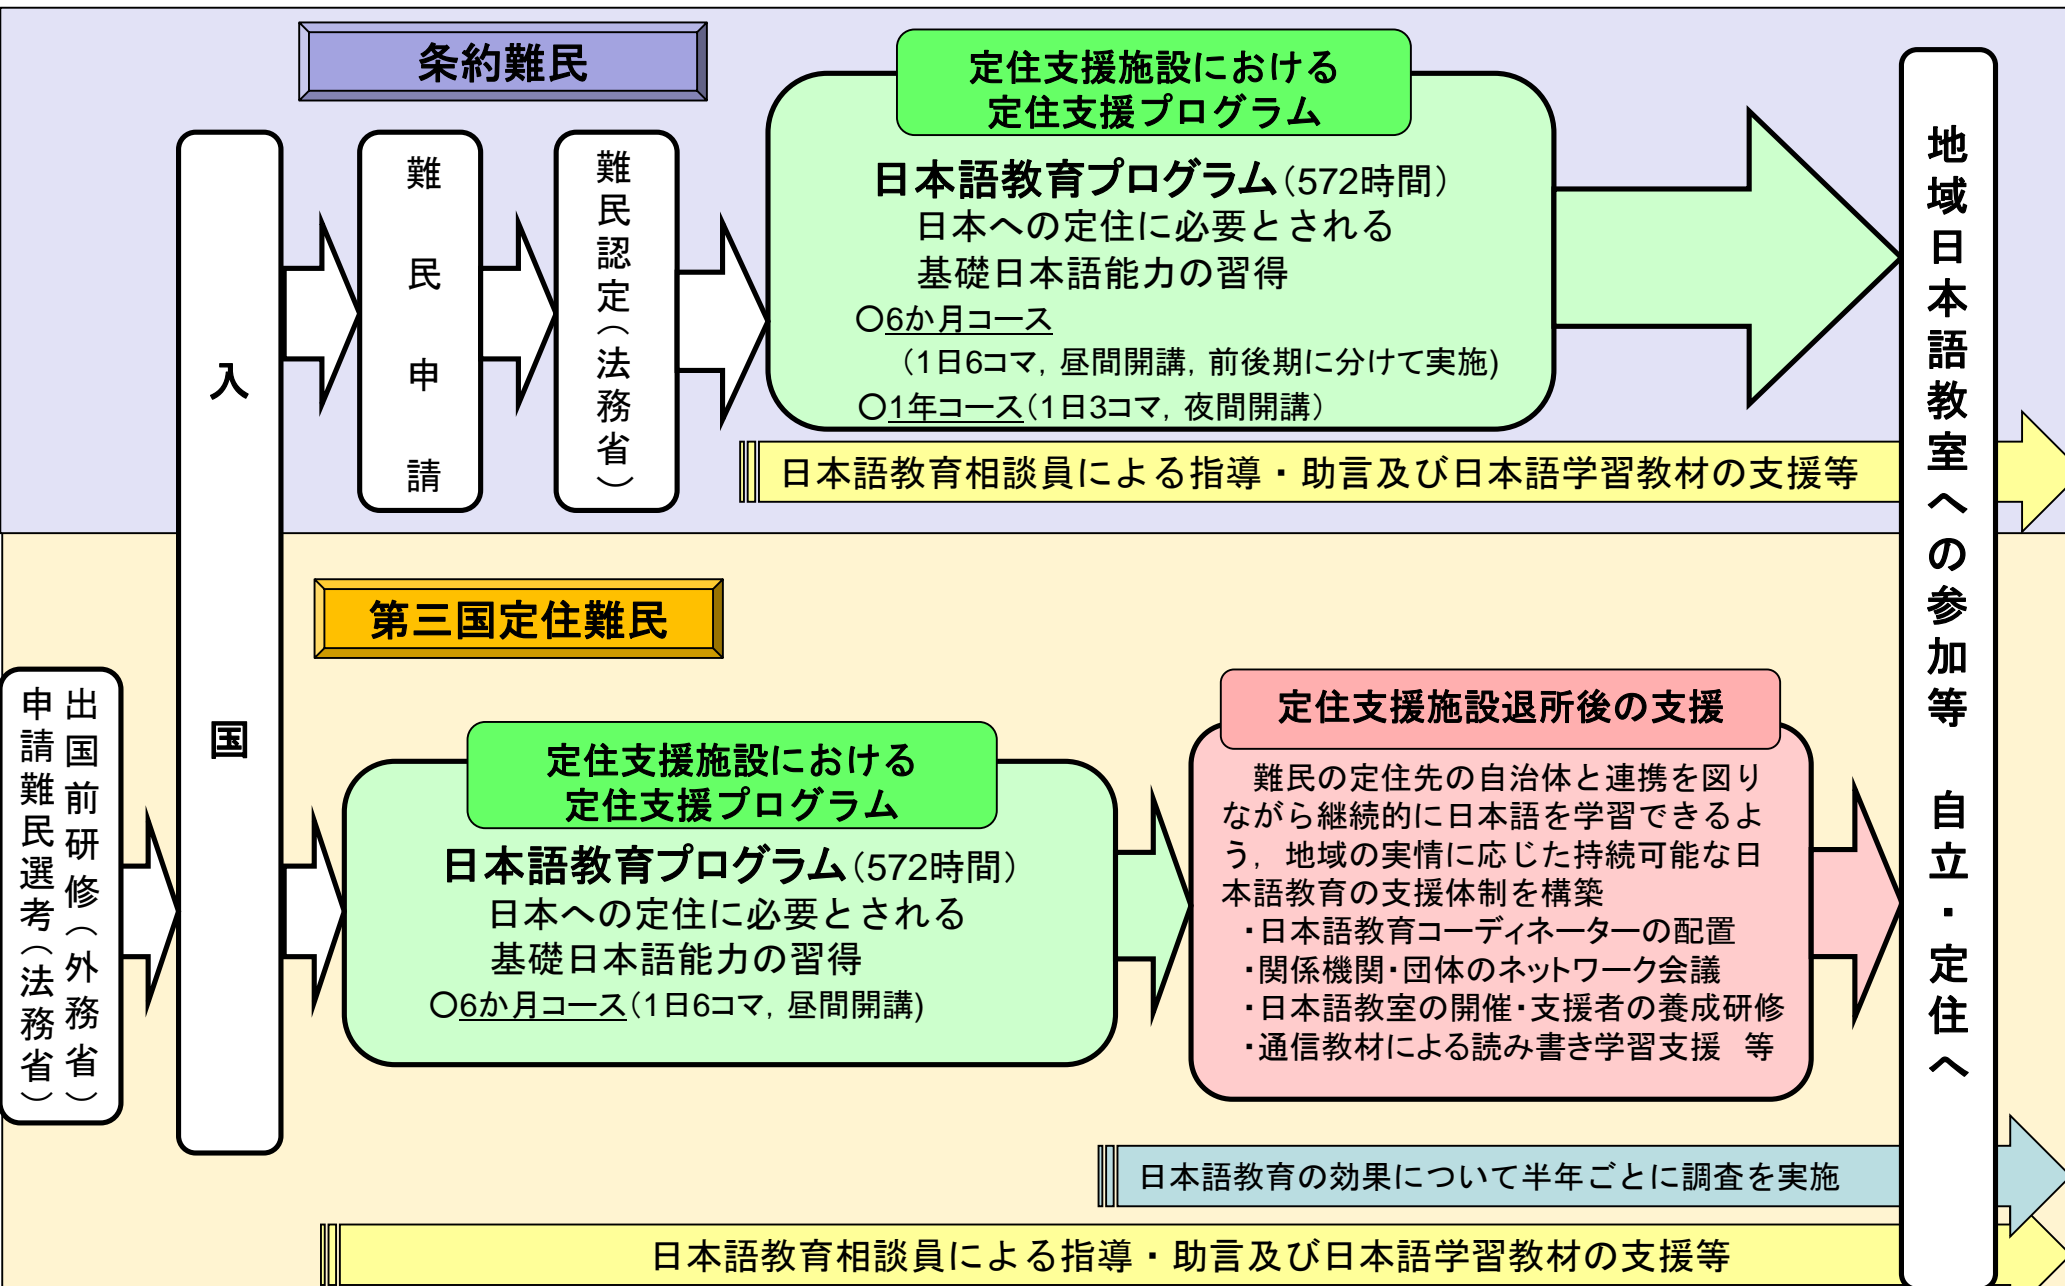 条約難民
入国
難民申請
難民認定（法務省）
定住支援施設における
定住支援プログラム
日本語教育プログラム（572時間）
日本への定住に必要とされる
基礎日本語能力の習得
○6か月コース
（1日6コマ，昼間開講，前後期に分けて実施）
○1年コース（1日3コマ，夜間開講）
日本語教育相談員による指導・助言及び日本語学習教材の支援等
地域日本語教室への参加等　自立・定住へ
第三国定住難民
出国前研修（外務省）
申請難民選考（法務省）
定住支援施設における
定住支援プログラム
日本語教育プログラム（572時間）
日本への定住に必要とされる
基礎日本語能力の習得
○6か月コース（1日6コマ，昼間開講）
定住支援施設退所後の支援
難民の定住先の自治体と連携を図り
ながら継続的に日本語を学習できるよ
う，地域の実情に応じた持続可能な日
本語教育の支援体制を構築
・日本語教育コーディネーターの配置
・関係機関・団体のネットワーク会議
・日本語教室の開催・支援者の養成研修
・通信教材による読み書き学習支援　等
日本語教育の効果について半年ごとに調査を実施
日本語教育相談員による指導・助言及び日本語学習教材の支援等